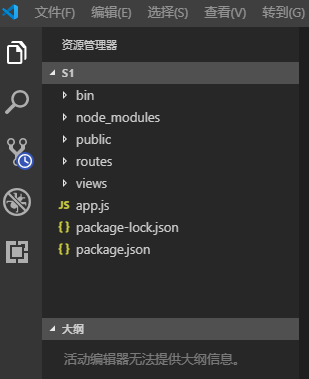 文件(F) 编辑(E) 选择(S) 查看(V) 转到(G)
资源管理器
S1
bin
node_modules
public
routes
views
JS app.js
{} package-lock.json
{} package.json
大纲
活动编辑器无法提供大纲信息。